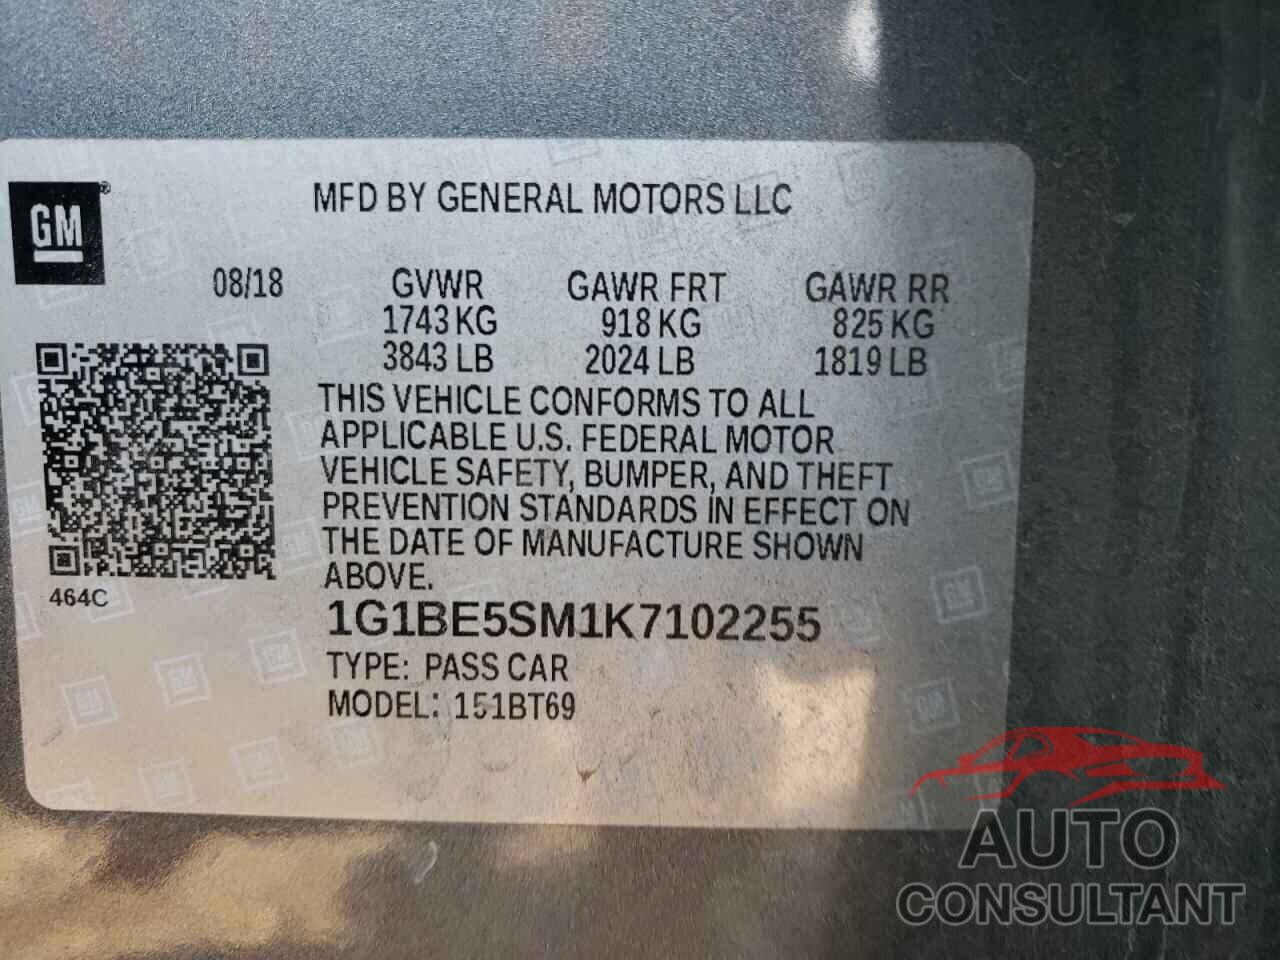 GM®
MFD BY GENERAL MOTORS LLC
08/18 GVWR GAWR FRT GAWR RR
1743 KG 918 KG 825 KG
3843 LB 2024 LB 1819 LB
THIS VEHICLE CONFORMS TO ALL
APPLICABLE U.S. FEDERAL MOTOR
VEHICLE SAFETY, BUMPER, AND THEFT
PREVENTION STANDARDS IN EFFECT ON
THE DATE OF MANUFACTURE SHOWN
ABOVE.
464C
1G1BE5SM1K7102255
TYPE: PASS CAR
MODEL: 151BT69
AUTO
CONSULTANT